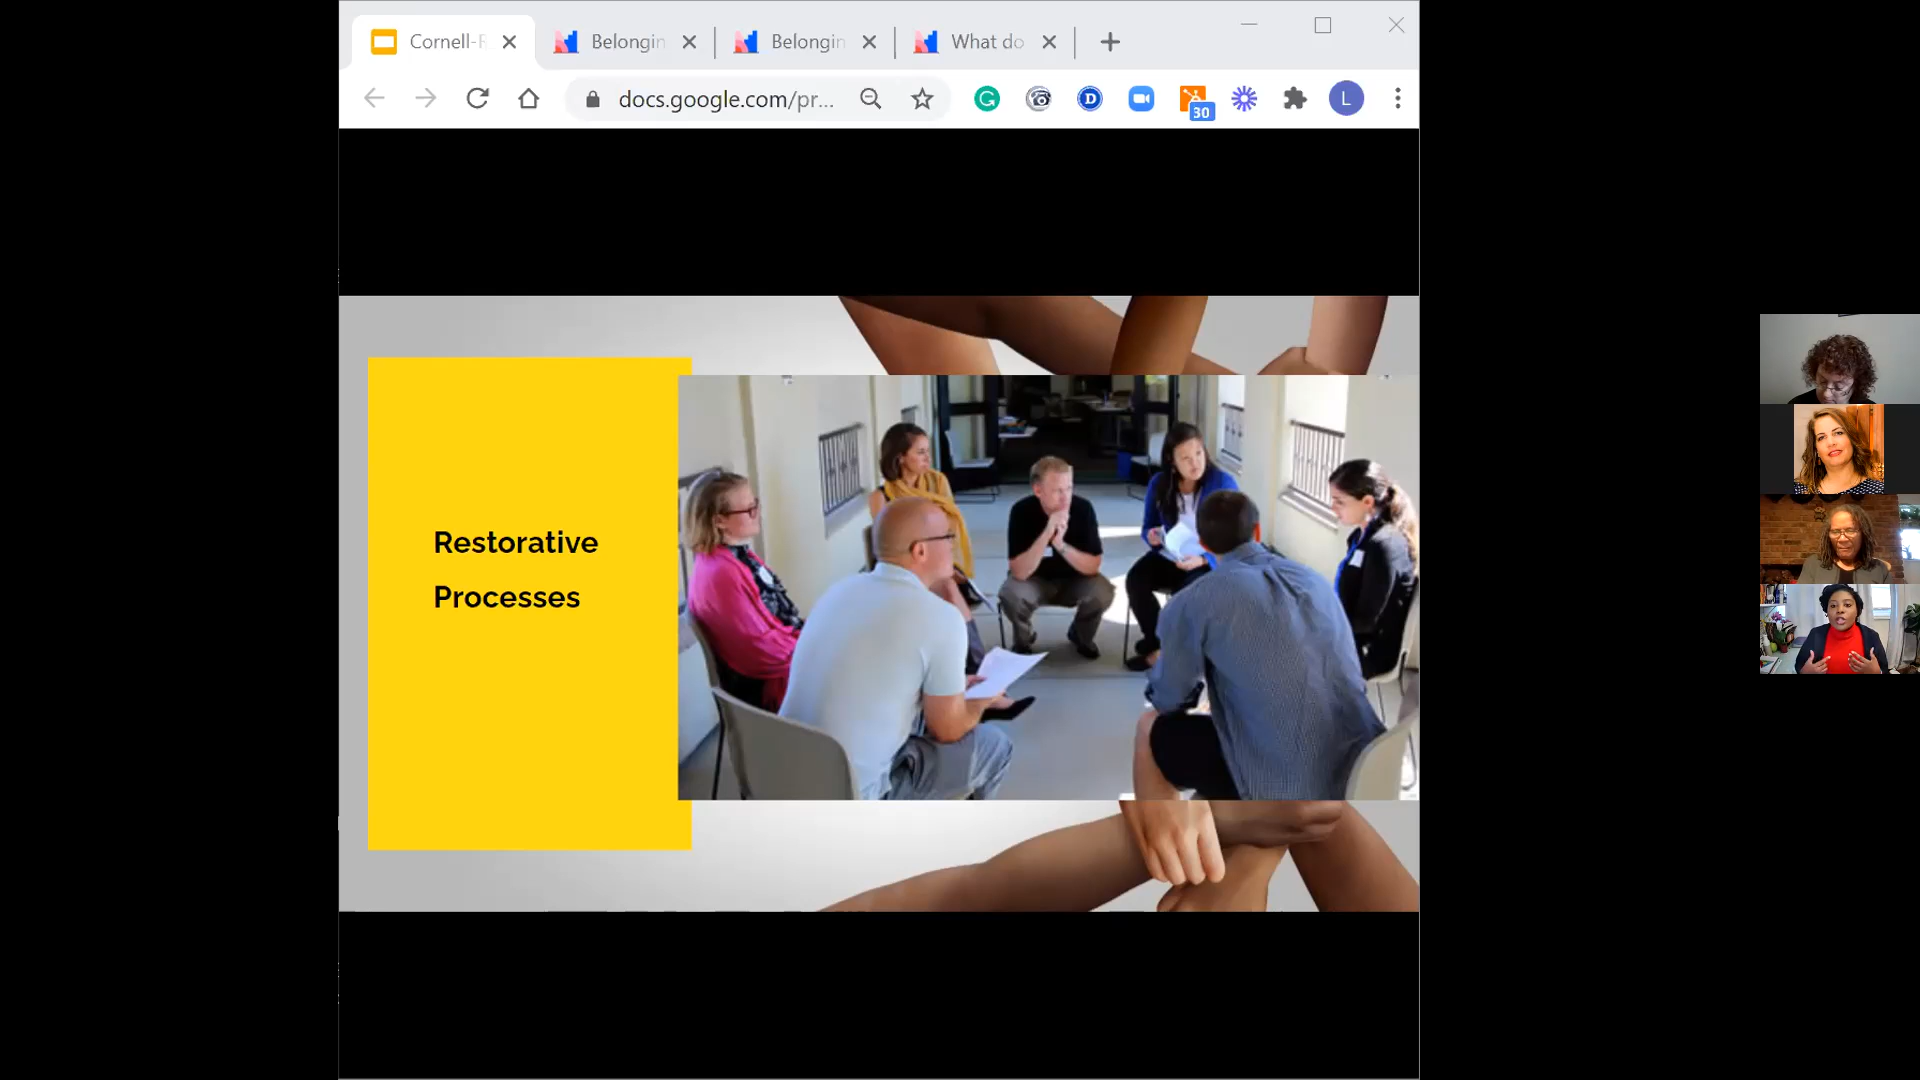 Cornell-R
Belongin
Belongin
What do
docs.google.com/pr...
D
30
L
Restorative
Processes